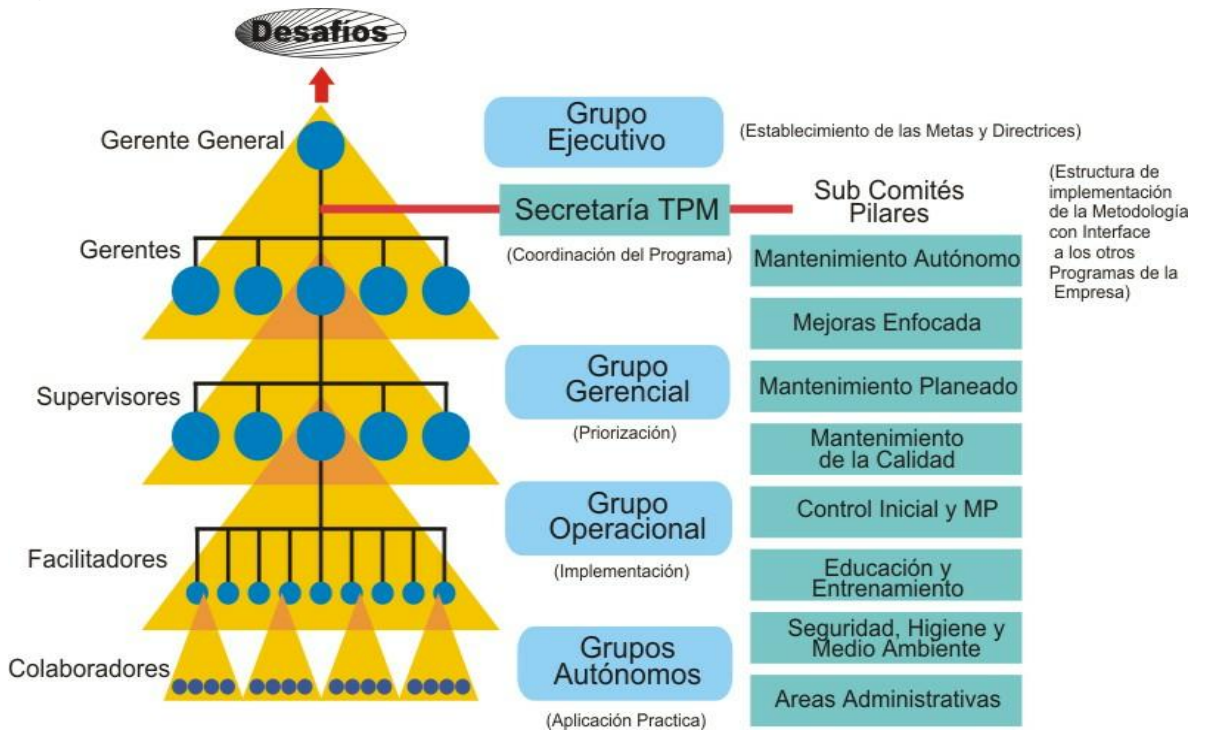 Desafíos
Gerente General
Grupo
Ejecutivo
(Establecimiento de las Metas y Directrices)
Secretaría TPM
(Coordinación del Programa)
Sub Comités
Pilares
(Estructura de
implementación
de la Metodología
con Interface
a los otros
Programas de la
Empresa)
Gerentes
Mantenimiento Autónomo
Mejoras Enfocada
Supervisores
Grupo
Gerencial
(Priorización)
Mantenimiento Planeado
Mantenimiento
de la Calidad
Facilitadores
Grupo
Operacional
(Implementación)
Control Inicial y MP
Educación y
Entrenamiento
Colaboradores
Grupos
Autónomos
(Aplicación Practica)
Seguridad, Higiene y
Medio Ambiente
Areas Administrativas